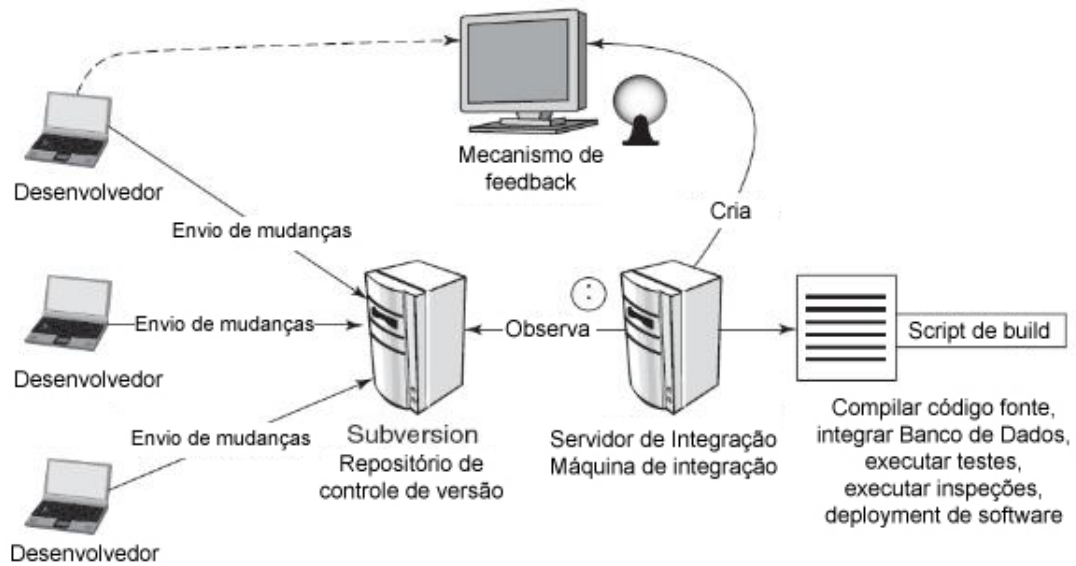 Mecanismo de
feedback
Desenvolvedor
Cria
Envio de mudanças
:
Envio de mudanças
Observa
Script de build
Desenvolvedor
Envio de mudanças
Subversion
Repositório de
controle de versão
Servidor de Integração
Máquina de integração
Compilar código fonte,
integrar Banco de Dados,
executar testes,
executar inspeções,
deployment de software
Desenvolvedor